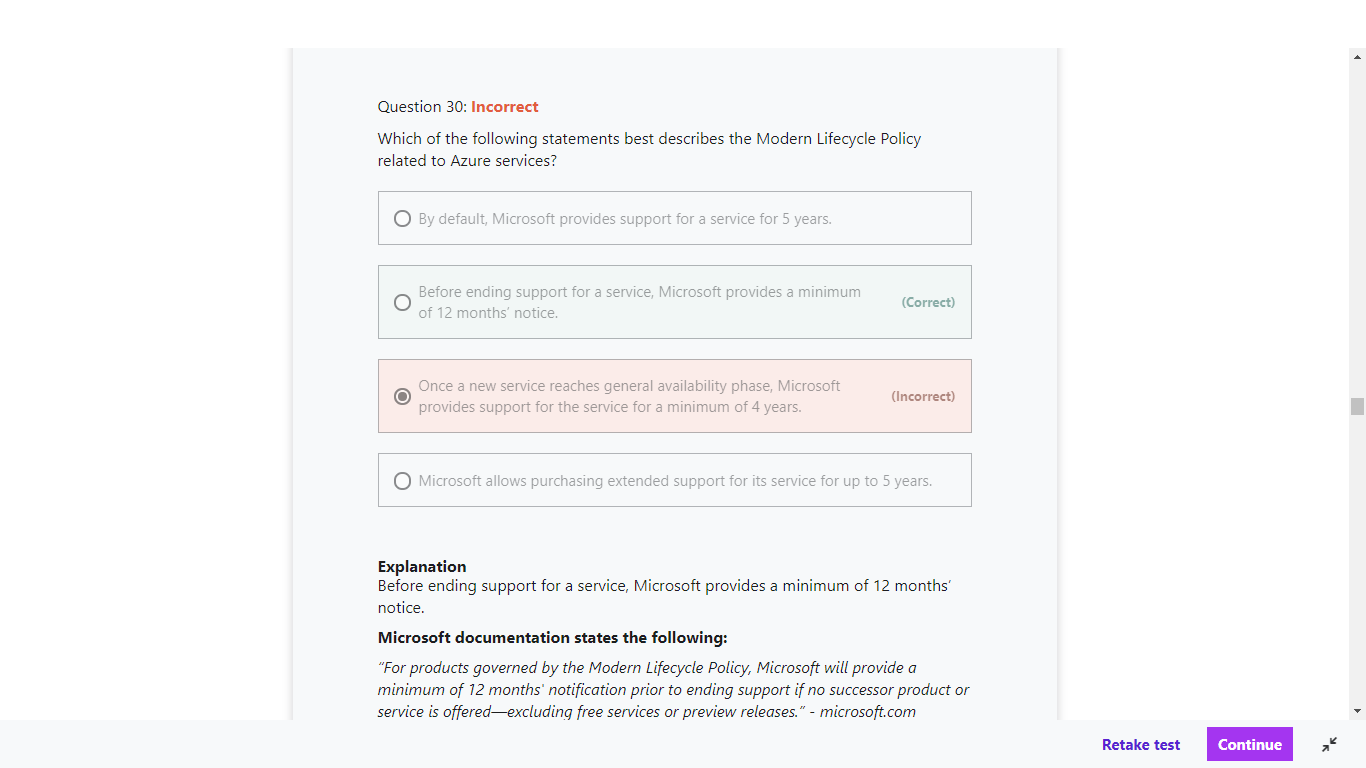 Question 30: Incorrect
Which of the following statements best describes the Modern Lifecycle Policy
related to Azure services?
By default, Microsoft provides support for a service for 5 years.
Before ending support for a service, Microsoft provides a minimum
of 12 months’ notice.
(Correct)
Once a new service reaches general availability phase, Microsoft
provides support for the service for a minimum of 4 years.
(Incorrect)
Microsoft allows purchasing extended support for its service for up to 5 years.
Explanation
Before ending support for a service, Microsoft provides a minimum of 12 months’
notice.
Microsoft documentation states the following:
“For products governed by the Modern Lifecycle Policy, Microsoft will provide a
minimum of 12 months' notification prior to ending support if no successor product or
service is offered—excluding free services or preview releases.” - microsoft.com
Retake test
Continue